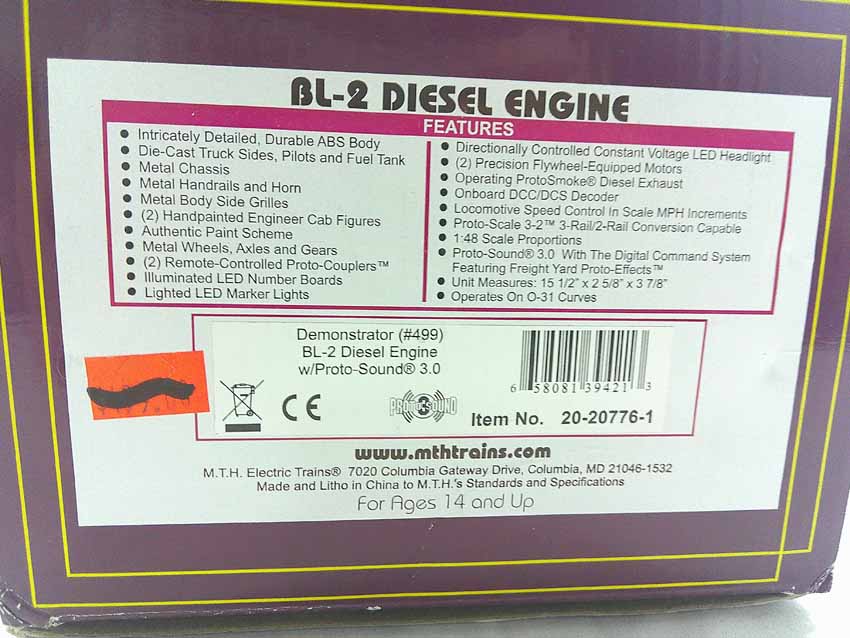 BL-2 DIESEL ENGINE
FEATURES
Intricately Detailed, Durable ABS Body
Die-Cast Truck Sides, Pilots and Fuel Tank
Metal Chassis
Metal Handrails and Horn
Metal Body Side Grilles
(2) Handpainted Engineer Cab Figures
Authentic Paint Scheme
Metal Wheels, Axles and Gears
(2) Remote-Controlled Proto-Couplers™
Illuminated LED Number Boards
Lighted LED Marker Lights
Directionally Controlled Constant Voltage LED Headlight
(2) Precision Flywheel-Equipped Motors
Operating ProtoSmoke® Diesel Exhaust
Onboard DCC/DCS Decoder
Locomotive Speed Control In Scale MPH Increments
Proto-Scale 3-2™ 3-Rail/2-Rail Conversion Capable
1:48 Scale Proportions
Proto-Sound® 3.0 With The Digital Command System
Featuring Freight Yard Proto-Effects™
Unit Measures: 15 1/2" x 2 5/8" x 3 7/8"
Operates On O-31 Curves
Demonstrator (#499)
BL-2 Diesel Engine
w/Proto-Sound® 3.0
CE
PROTO-SOUND 3
6 58081 39421 3
Item No. 20-20776-1
www.mthtrains.com
M.T.H. Electric Trains® 7020 Columbia Gateway Drive, Columbia, MD 21046-1532
Made and Litho in China to M.T.H.'s Standards and Specifications
For Ages 14 and Up